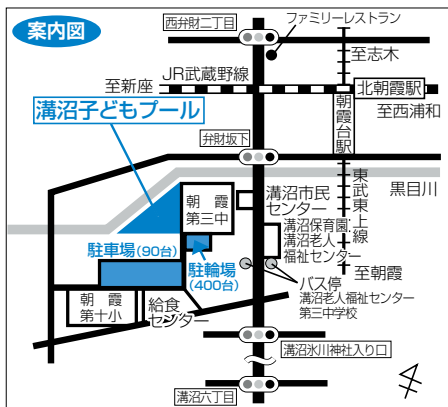 案内図
西弁財二丁目
ファミリーレストラン
至志木
JR武蔵野線
至新座
北朝霞駅
至西浦和
朝霞台駅
溝沼子どもプール
弁財坂下
東武東上線
黒目川
朝霞
第三中
溝沼市民
センター
溝沼保育園
溝沼老人
福祉センター
駐車場(90台)
駐輪場
(400台)
至朝霞
バス停
溝沼老人福祉センター
第三中学校
朝霞
第十小
給食
センター
溝沼氷川神社入り口
溝沼六丁目